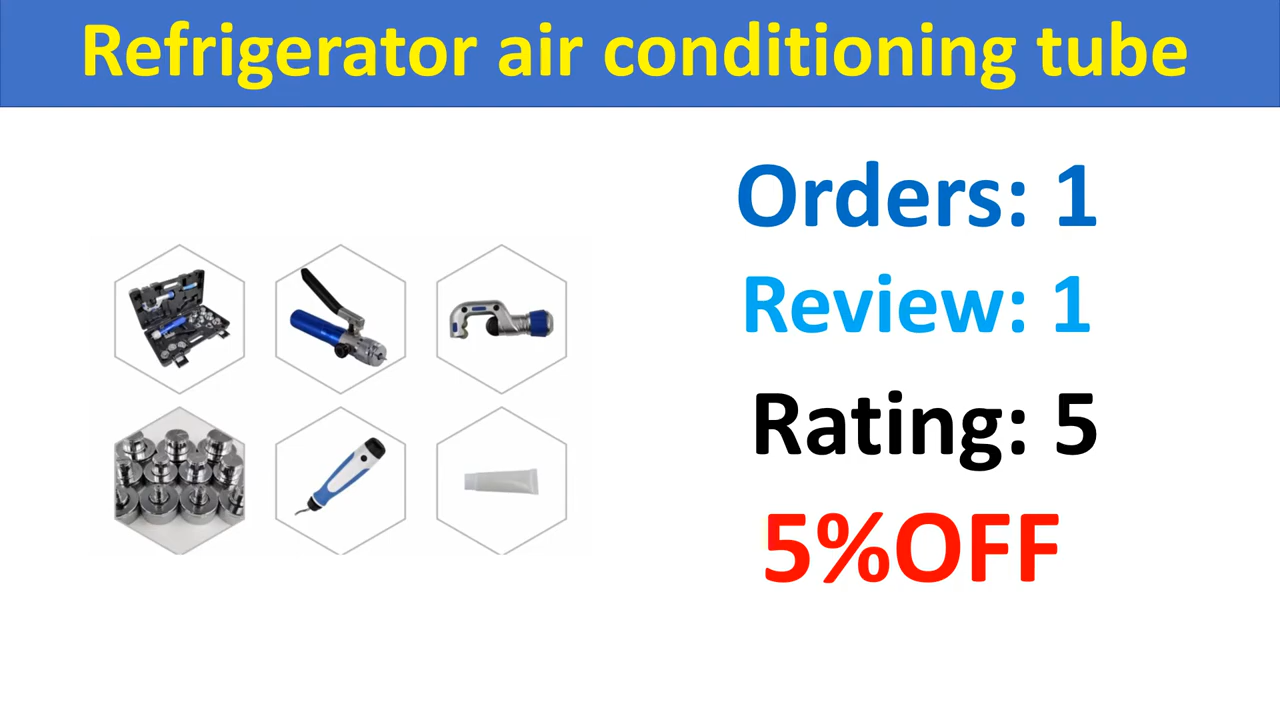 Refrigerator air conditioning tube
Orders: 1
Review: 1
Rating: 5
5%OFF